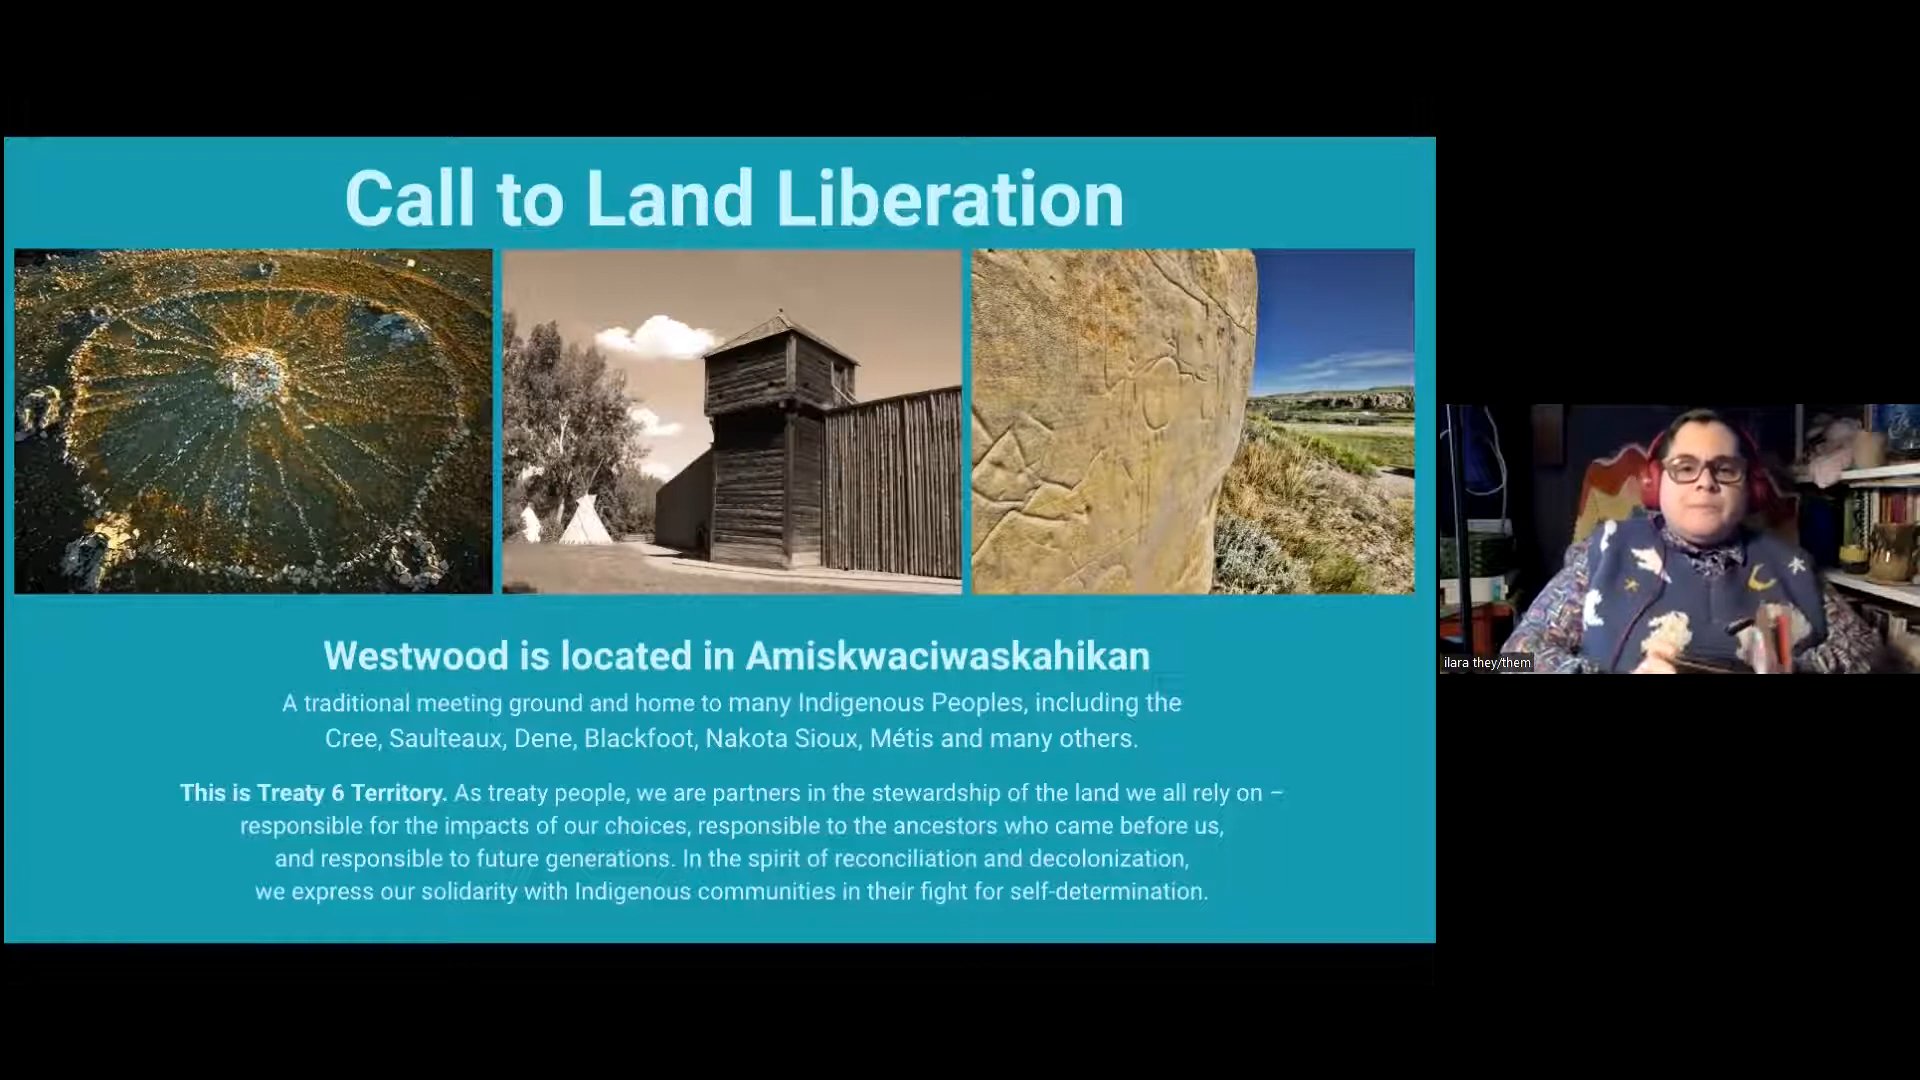 Call to Land Liberation
Westwood is located in Amiskwaciwaskahikan
A traditional meeting ground and home to many Indigenous Peoples, including the
Cree, Saulteaux, Dene, Blackfoot, Nakota Sioux, Métis and many others.
This is Treaty 6 Territory. As treaty people, we are partners in the stewardship of the land we all rely on –
responsible for the impacts of our choices, responsible to the ancestors who came before us,
and responsible to future generations. In the spirit of reconciliation and decolonization,
we express our solidarity with Indigenous communities in their fight for self-determination.
ilara they/them